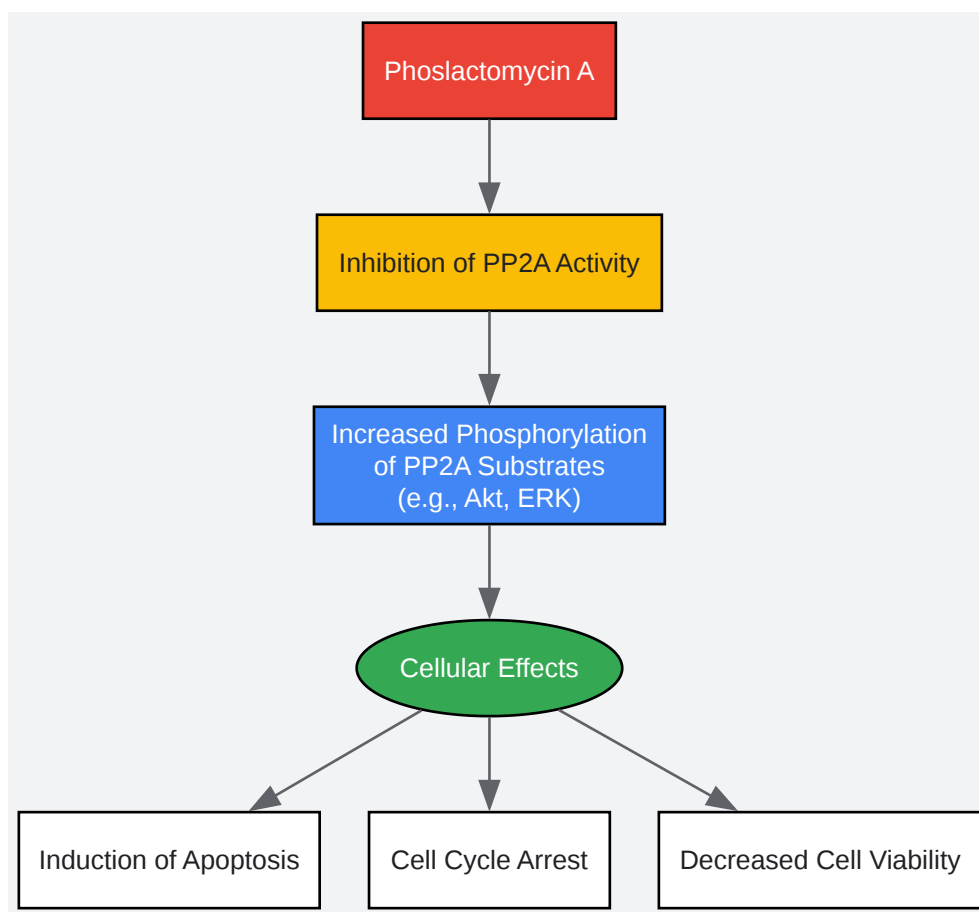 Phoslactomycin A
Inhibition of PP2A Activity
Increased Phosphorylation
of PP2A Substrates
(e.g., Akt, ERK)
Cellular Effects
Induction of Apoptosis
Cell Cycle Arrest
Decreased Cell Viability